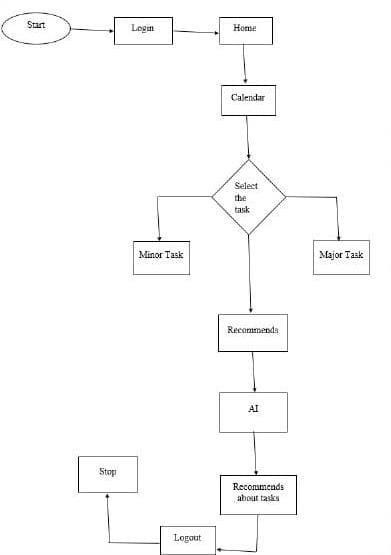 Start
Login
Home
Calendar
Select
the
task
Minor Task
Major Task
Recommends
AI
Recommends
about tasks
Stop
Logout